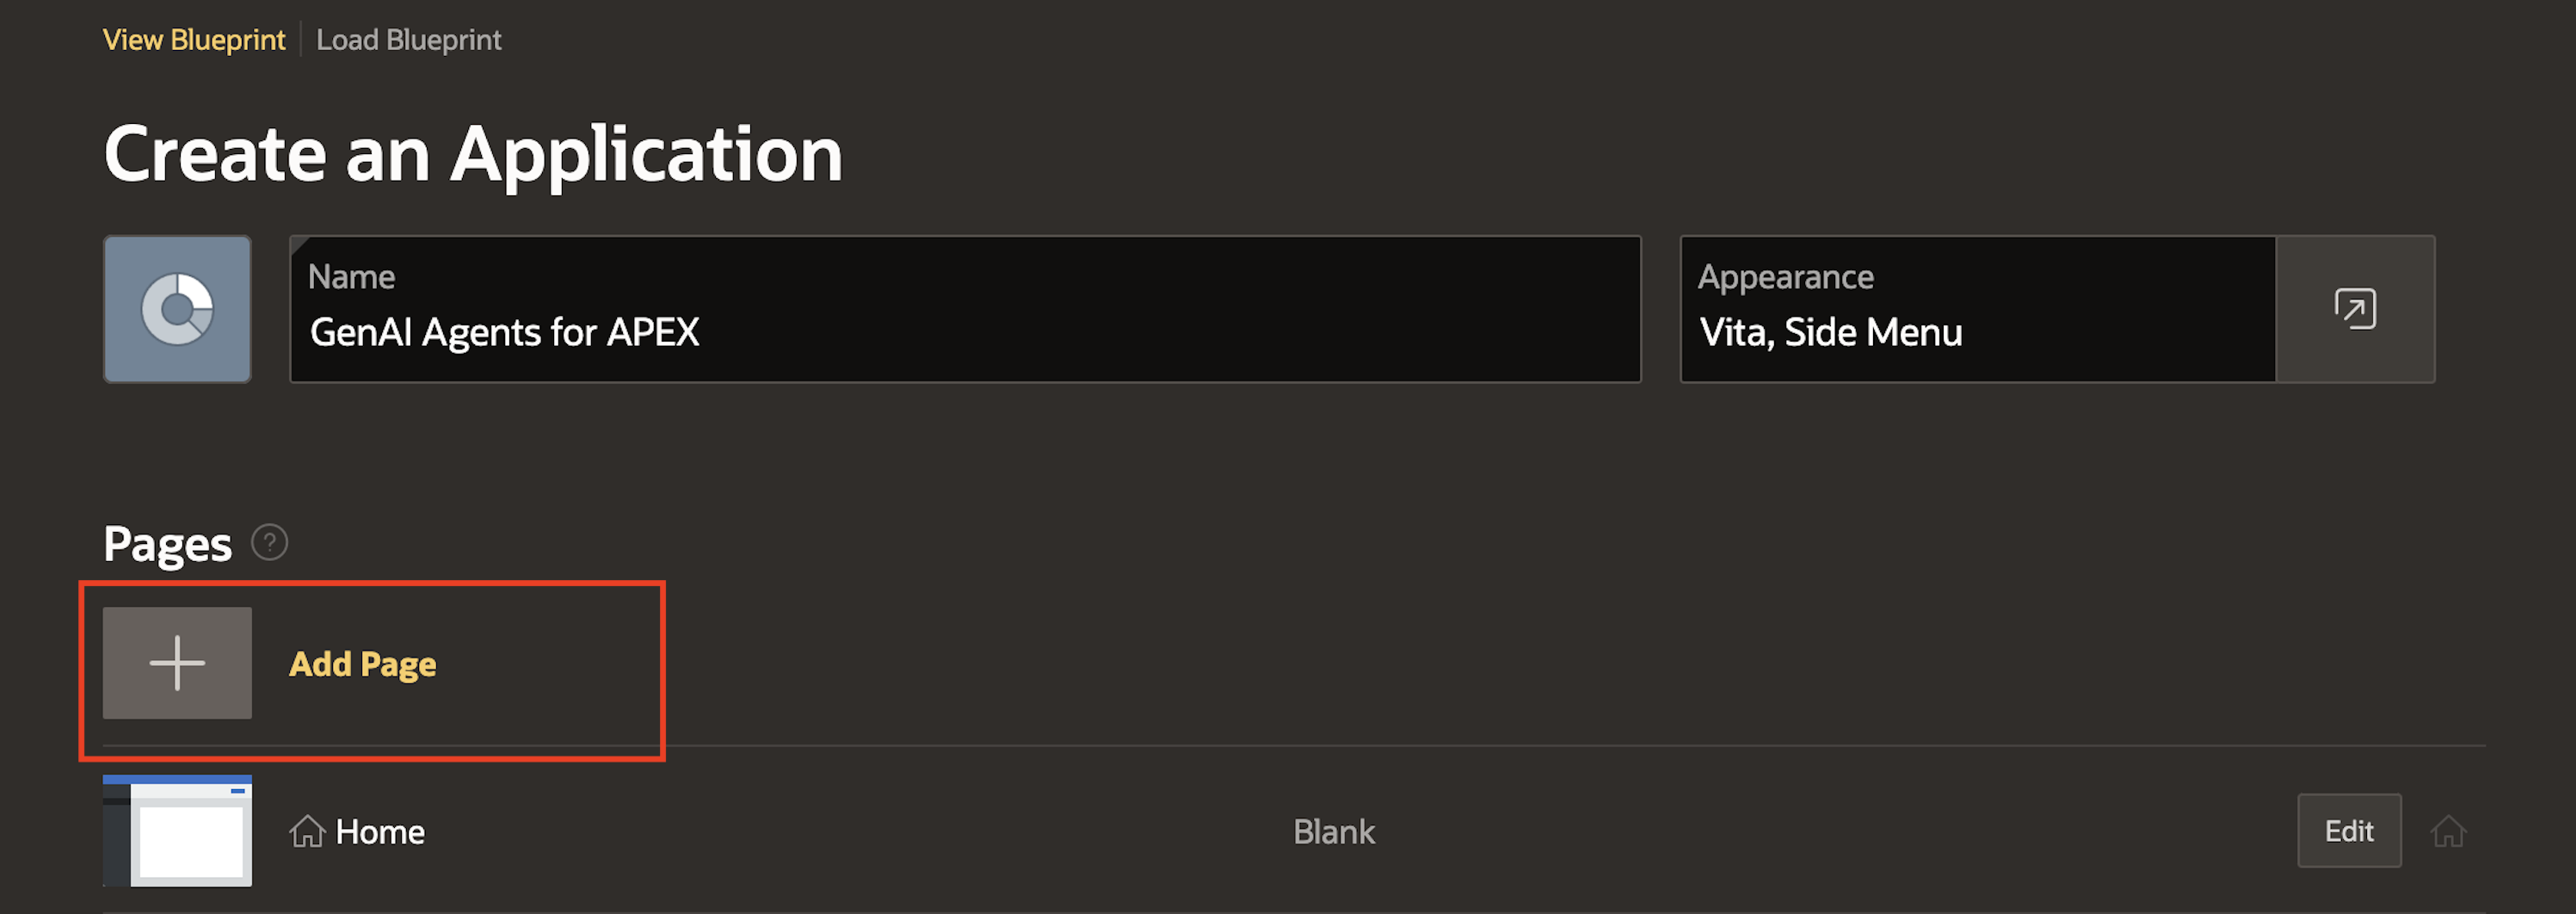 View Blueprint Load Blueprint
Create an Application
Name
GenAI Agents for APEX
Appearance
Vita, Side Menu
Pages ?
Add Page
Home Blank Edit